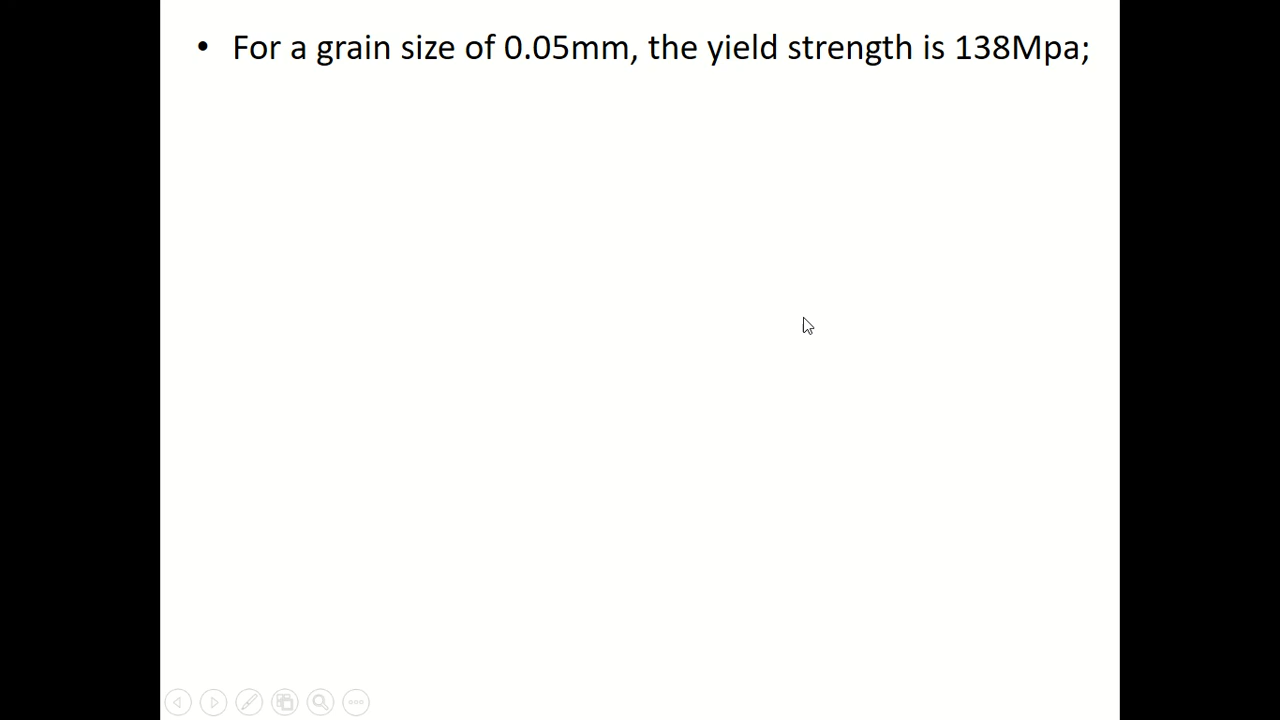 • For a grain size of 0.05mm, the yield strength is 138Mpa;